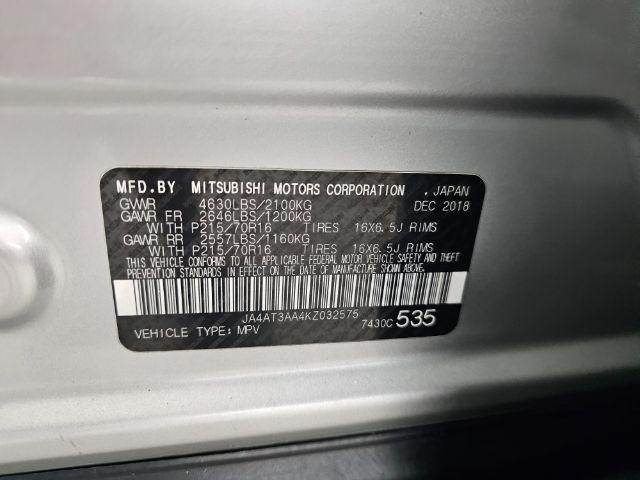 MFD.BY MITSUBISHI MOTORS CORPORATION . JAPAN
GVWR 4630LBS/2100KG DEC 2018
GAWR FR 2646LBS/1200KG
WITH P215/70R16 TIRES 16X6.5J RIMS
GAWR RR 2557LBS/1160KG
WITH P215/70R16 TIRES 16X6.5J RIMS
THIS VEHICLE CONFORMS TO ALL APPLICABLE FEDERAL MOTOR VEHICLE SAFETY AND THEFT
PREVENTION STANDARDS IN EFFECT ON THE DATE OF MANUFACTURE SHOWN ABOVE.
JA4AT3AA4KZ032575
VEHICLE TYPE: MPV 7430C 535